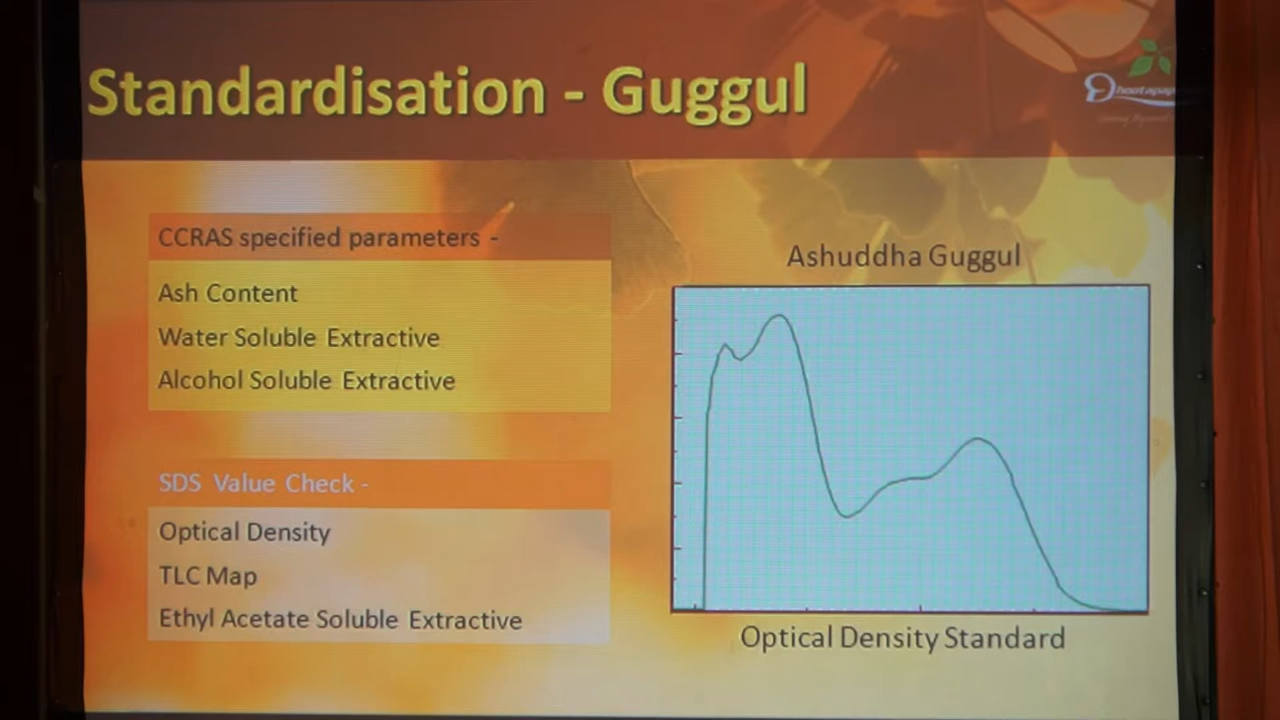 Standardisation - Guggul
CCRAS specified parameters -
Ash Content
Water Soluble Extractive
Alcohol Soluble Extractive
SDS Value Check -
Optical Density
TLC Map
Ethyl Acetate Soluble Extractive
Ashuddha Guggul
Optical Density Standard